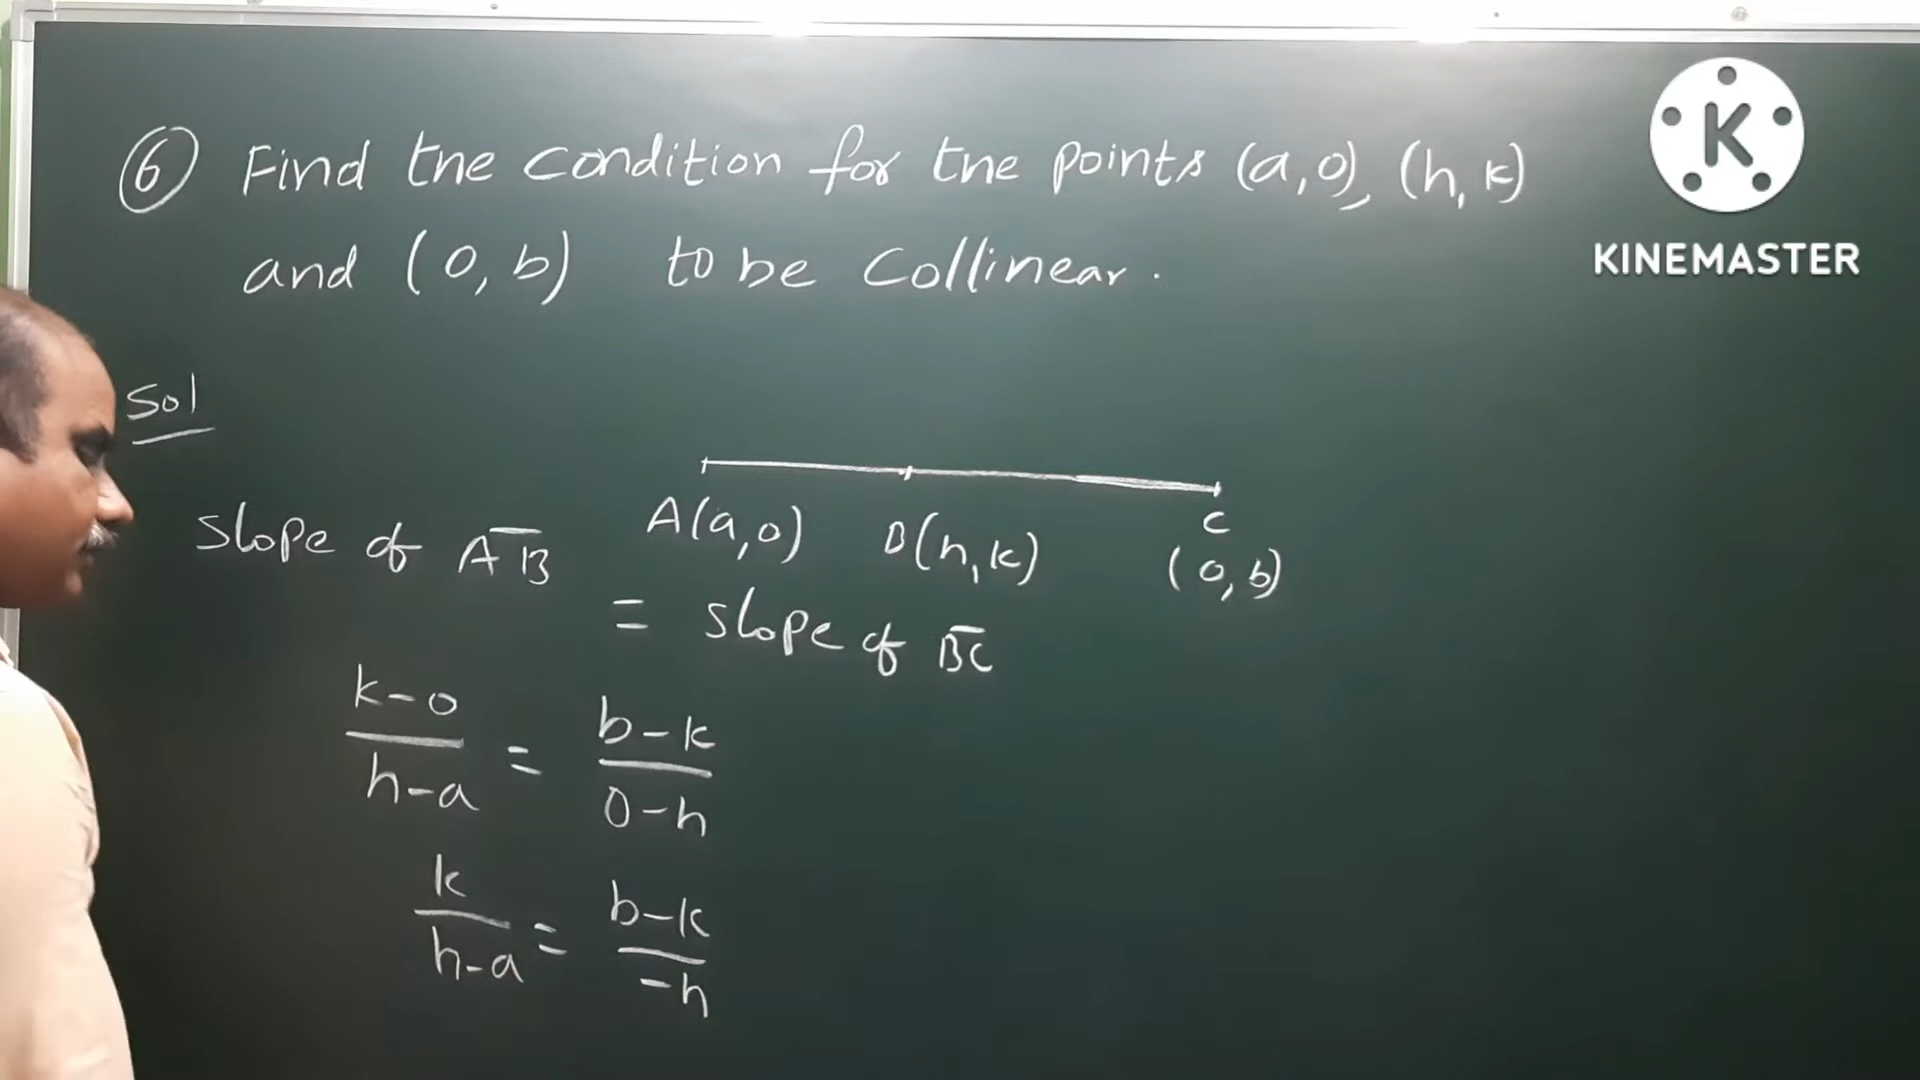 ⑥ Find the condition for the points (a,0), (h, k)
and (0, b) to be Collinear.
K
KINEMASTER
Sol
A(a,0) B(h,k) C (0,b)
Slope of AB
= Slope of BC
k-0 / h-a = b-k / 0-h
k / h-a = b-k / -h